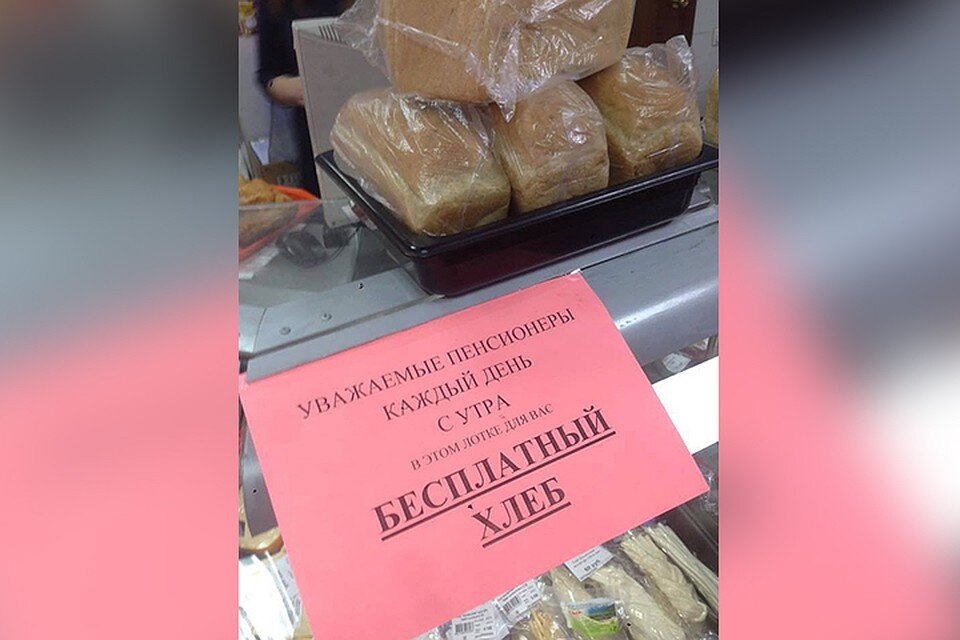 УВАЖАЕМЫЕ ПЕНСИОНЕРЫ
КАЖДЫЙ ДЕНЬ
С УТРА
В ЭТОМ ЛОТКЕ ДЛЯ ВАС
БЕСПЛАТНЫЙ
ХЛЕБ